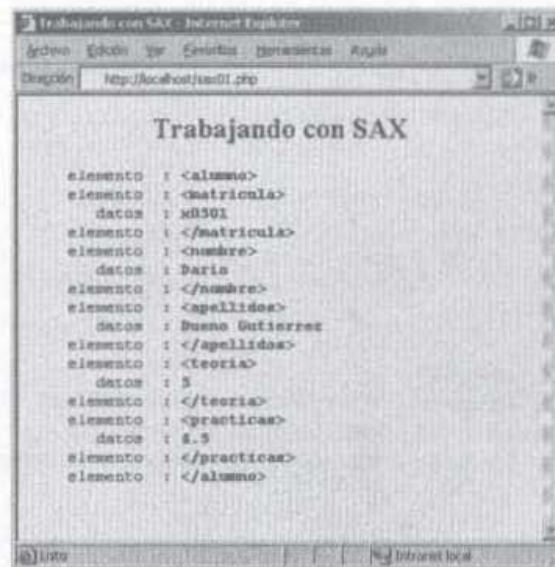 Trabajando con SAX - Internet Explorer
Archivo Edición Ver Favoritos Herramientas Ayuda
Dirección http://localhost/sax01.php
Trabajando con SAX
elemento : <alumno>
elemento : <matricula>
datos : x0501
elemento : </matricula>
elemento : <nombre>
datos : Dario
elemento : </nombre>
elemento : <apellidos>
datos : Bueno Gutierrez
elemento : </apellidos>
elemento : <teoria>
datos : 5
elemento : </teoria>
elemento : <practicas>
datos : 8.5
elemento : </practicas>
elemento : </alumno>
Listo Intranet local